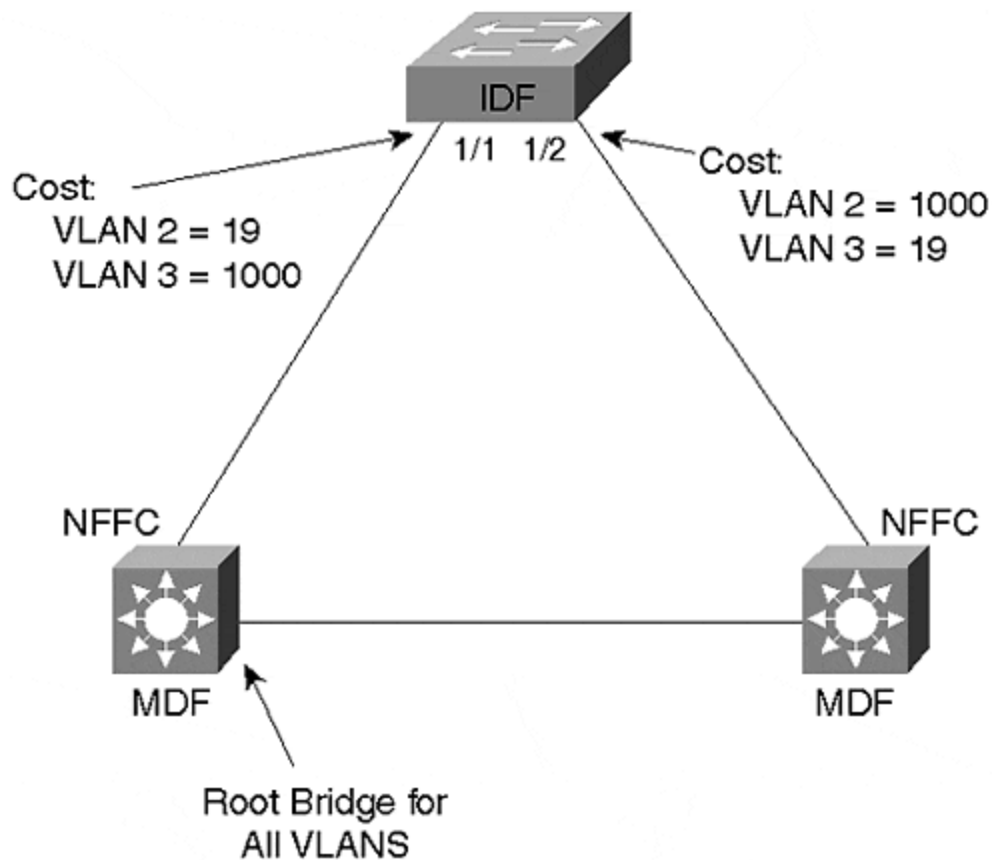 IDF
1/1 1/2
Cost:
VLAN 2 = 19
VLAN 3 = 1000
Cost:
VLAN 2 = 1000
VLAN 3 = 19
NFFC
NFFC
MDF
MDF
Root Bridge for
All VLANS